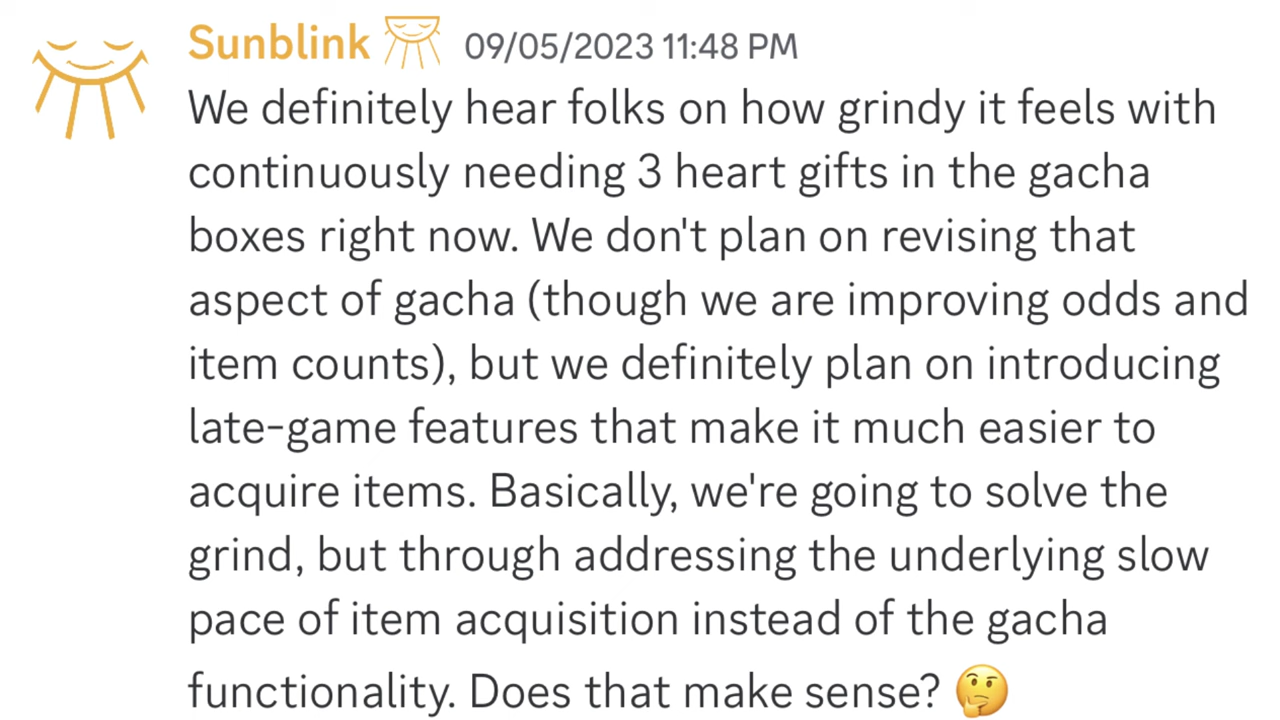 Sunblink 09/05/2023 11:48 PM
We definitely hear folks on how grindy it feels with
continuously needing 3 heart gifts in the gacha
boxes right now. We don't plan on revising that
aspect of gacha (though we are improving odds and
item counts), but we definitely plan on introducing
late-game features that make it much easier to
acquire items. Basically, we're going to solve the
grind, but through addressing the underlying slow
pace of item acquisition instead of the gacha
functionality. Does that make sense? 🤔